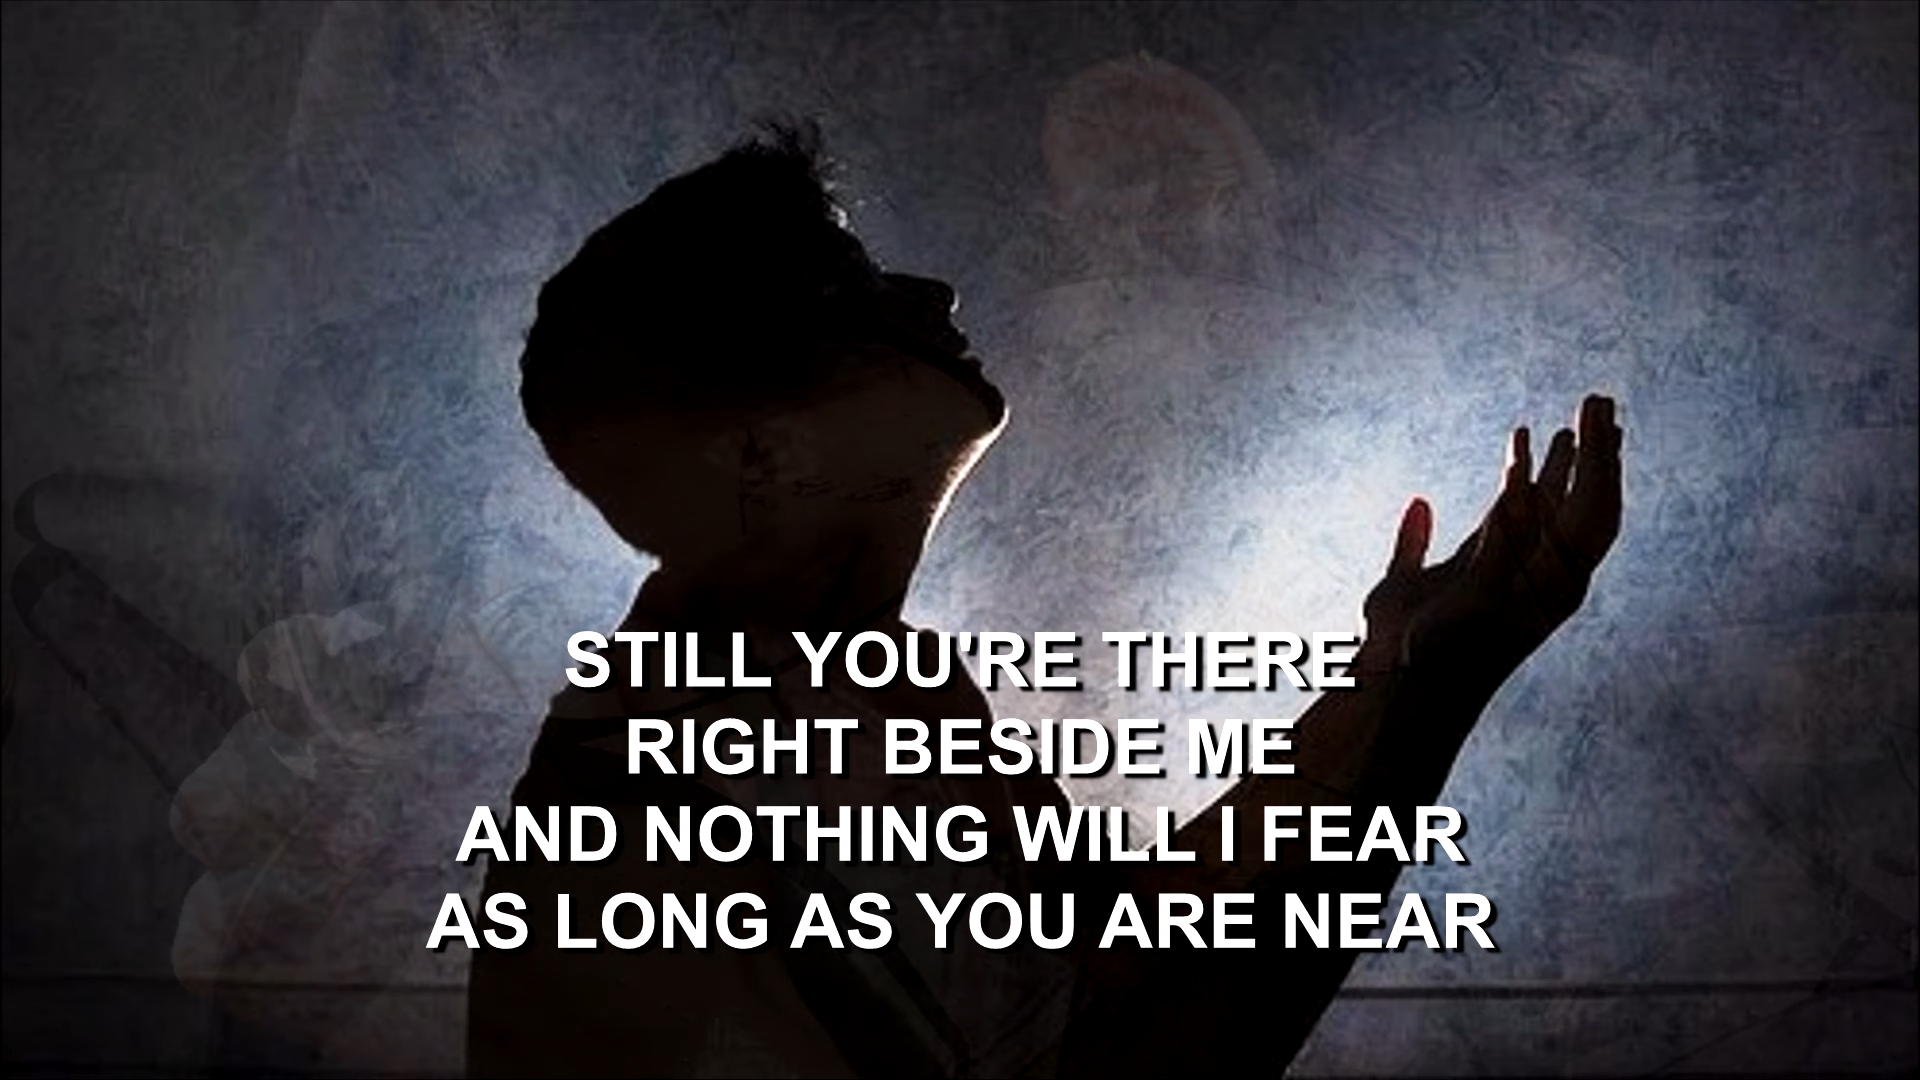 STILL YOU'RE THERE
RIGHT BESIDE ME
AND NOTHING WILL I FEAR
AS LONG AS YOU ARE NEAR